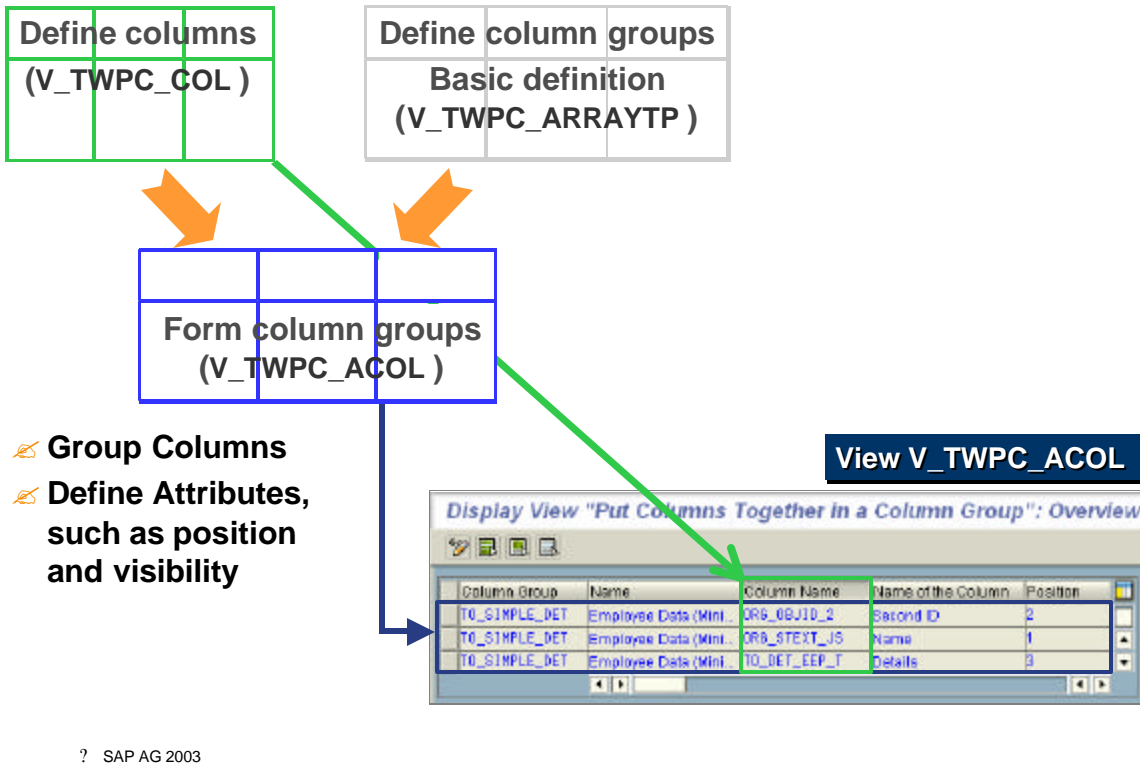 Define columns
(V_TWPC_COL )
Define column groups
Basic definition
(V_TWPC_ARRAYTP )
Form column groups
(V_TWPC_ACOL )
Group Columns
Define Attributes,
such as position
and visibility
View V_TWPC_ACOL
Display View "Put Columns Together in a Column Group": Overview
Column Group Name Column Name Name of the Column Position
TO_SIMPLE_DET Employee Data (Mini... ORG_OBJID_2 Second ID 2
TO_SIMPLE_DET Employee Data (Mini... ORG_STEXT_JS Name 1
TO_SIMPLE_DET Employee Data (Mini... TO_DET_EEP_T Details 3
? SAP AG 2003